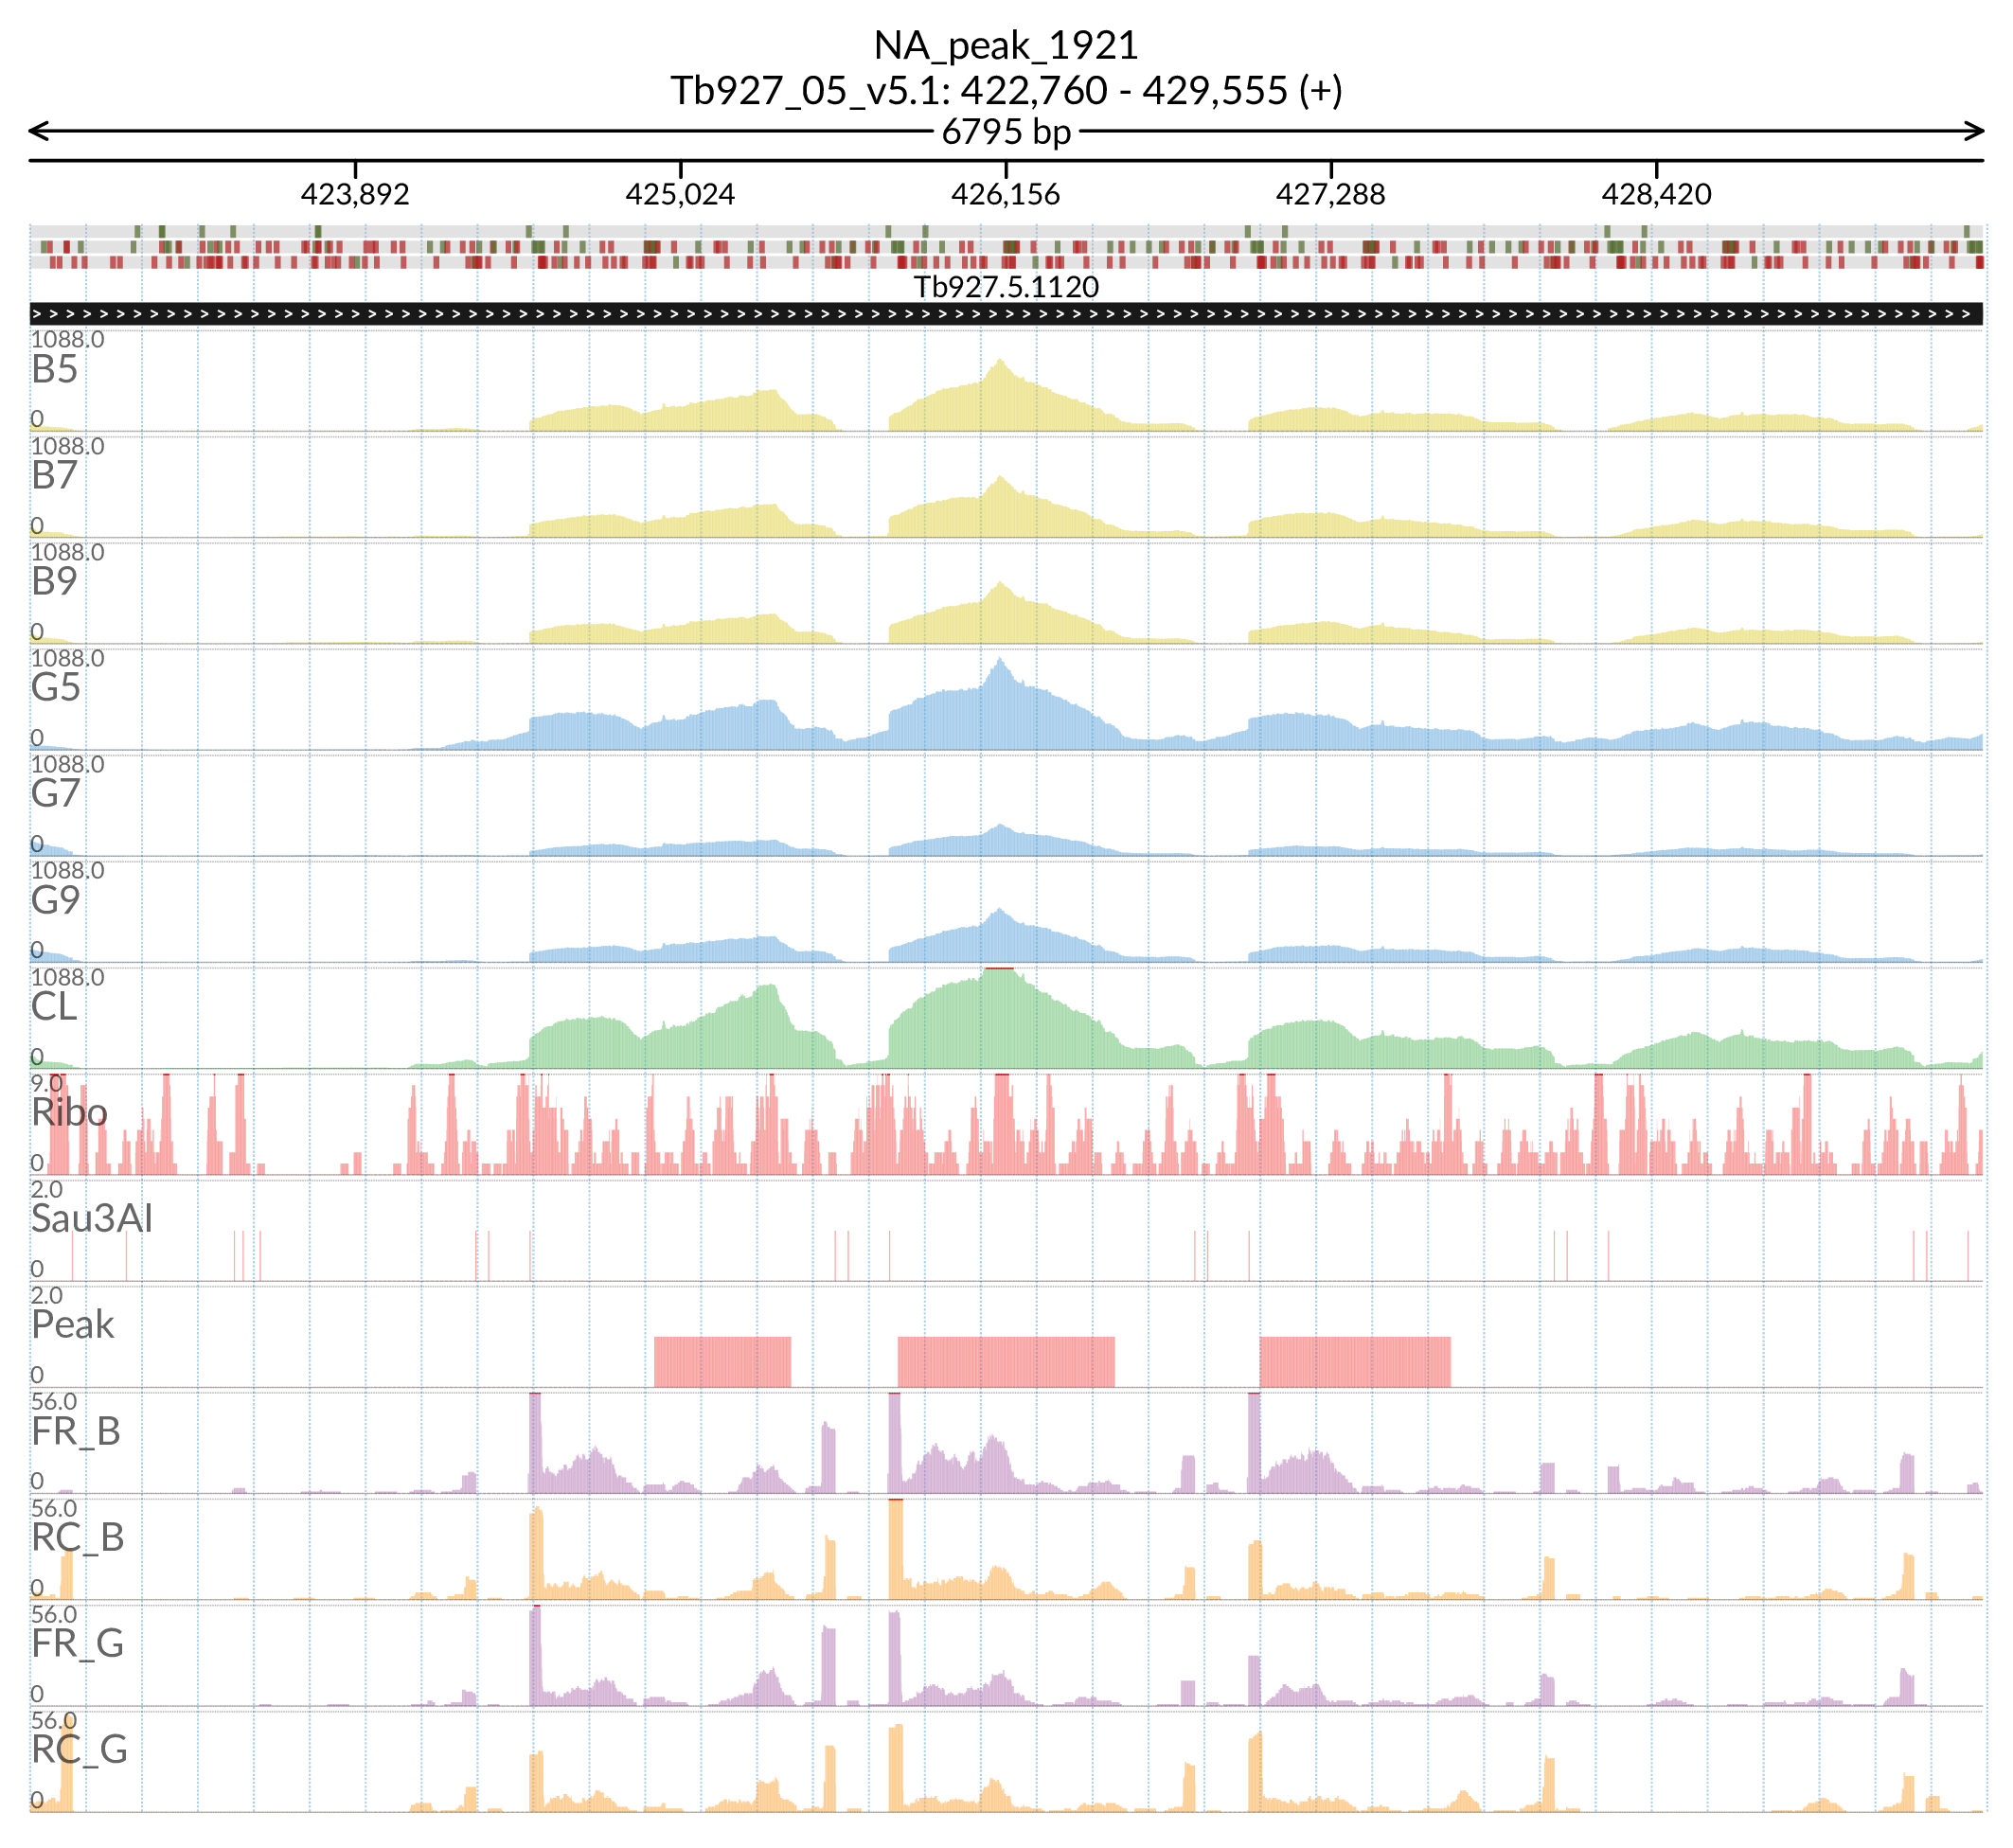 NA_peak_1921
Tb927_05_v5.1: 422,760 - 429,555 (+)
6795 bp
423,892 425,024 426,156 427,288 428,420
Tb927.5.1120
1088.0
B5
0
1088.0
B7
0
1088.0
B9
0
1088.0
G5
0
1088.0
G7
0
1088.0
G9
0
1088.0
CL
0
9.0
Ribo
0
2.0
Sau3AI
0
2.0
Peak
0
56.0
FR_B
0
56.0
RC_B
0
56.0
FR_G
0
56.0
RC_G
0